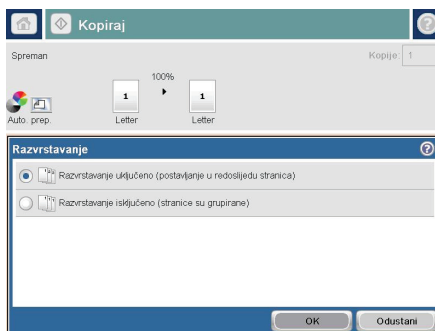 Kopiraj
Spreman
Kopije: 1
100%
1 1
Auto. prep. Letter Letter
Razvrstavanje
Razvrstavanje uključeno (postavljanje u redoslijedu stranica)
Razvrstavanje isključeno (stranice su grupirane)
OK Odustani